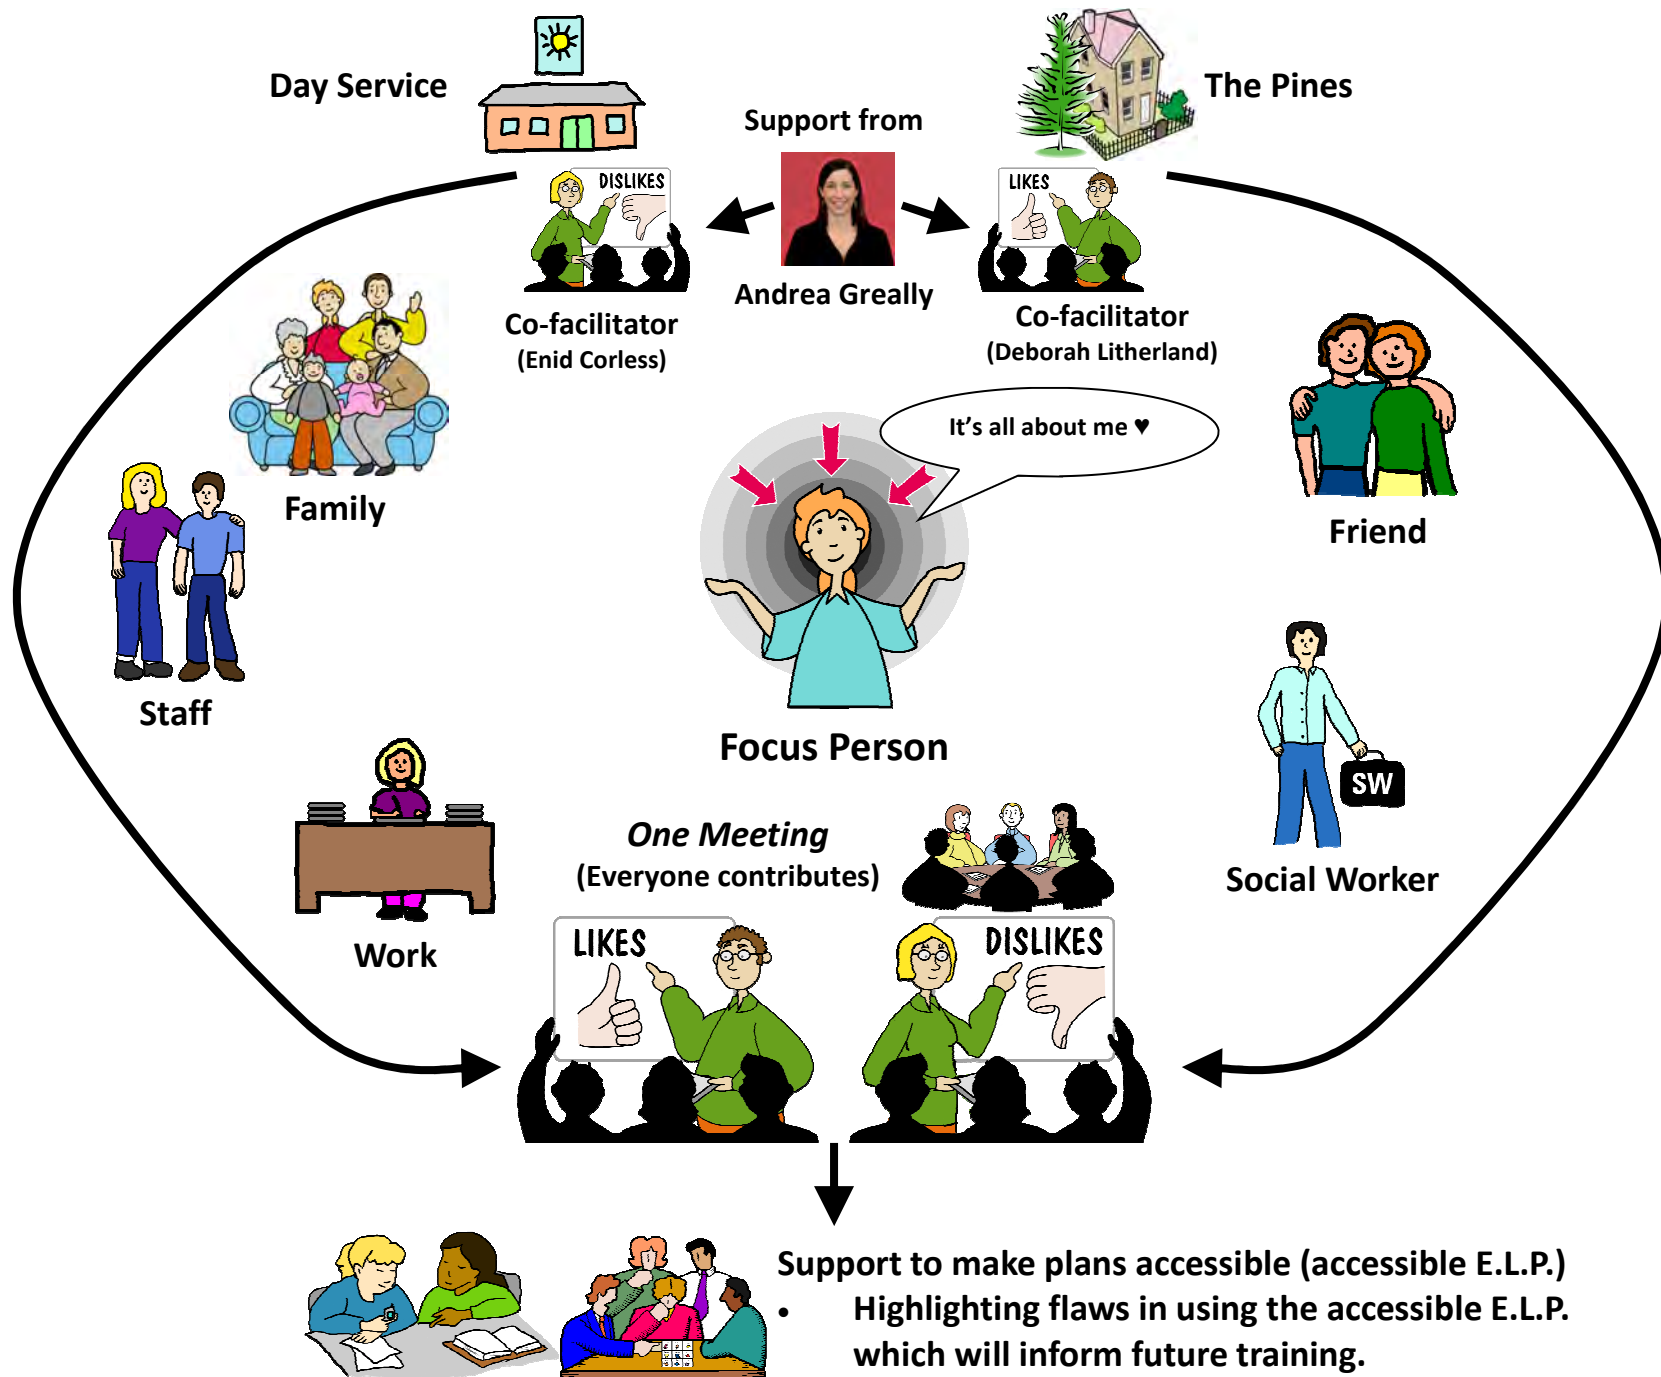 Day Service
The Pines
Support from
DISLIKES
LIKES
Andrea Greally
Co-facilitator
(Enid Corless)
Co-facilitator
(Deborah Litherland)
It's all about me ♥
Family
Friend
Staff
Focus Person
SW
One Meeting
(Everyone contributes)
Social Worker
Work
LIKES
DISLIKES
Support to make plans accessible (accessible E.L.P.)
• Highlighting flaws in using the accessible E.L.P.
which will inform future training.